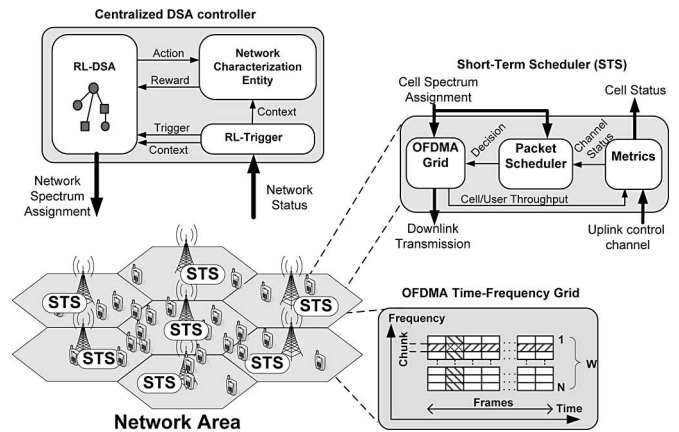 Centralized DSA controller
RL-DSA
Action
Reward
Network
Characterization
Entity
Context
Trigger
Context
RL-Trigger
Network
Spectrum
Assignment
Network
Status
Short-Term Scheduler (STS)
Cell Spectrum
Assignment
Cell Status
OFDMA
Grid
Decision
Packet
Scheduler
Channel
Status
Metrics
Cell/User Throughput
Downlink
Transmission
Uplink control
channel
STS
STS
STS
STS
STS
STS
STS
Network Area
OFDMA Time-Frequency Grid
Frequency
Chunk
1
W
N
Frames
Time